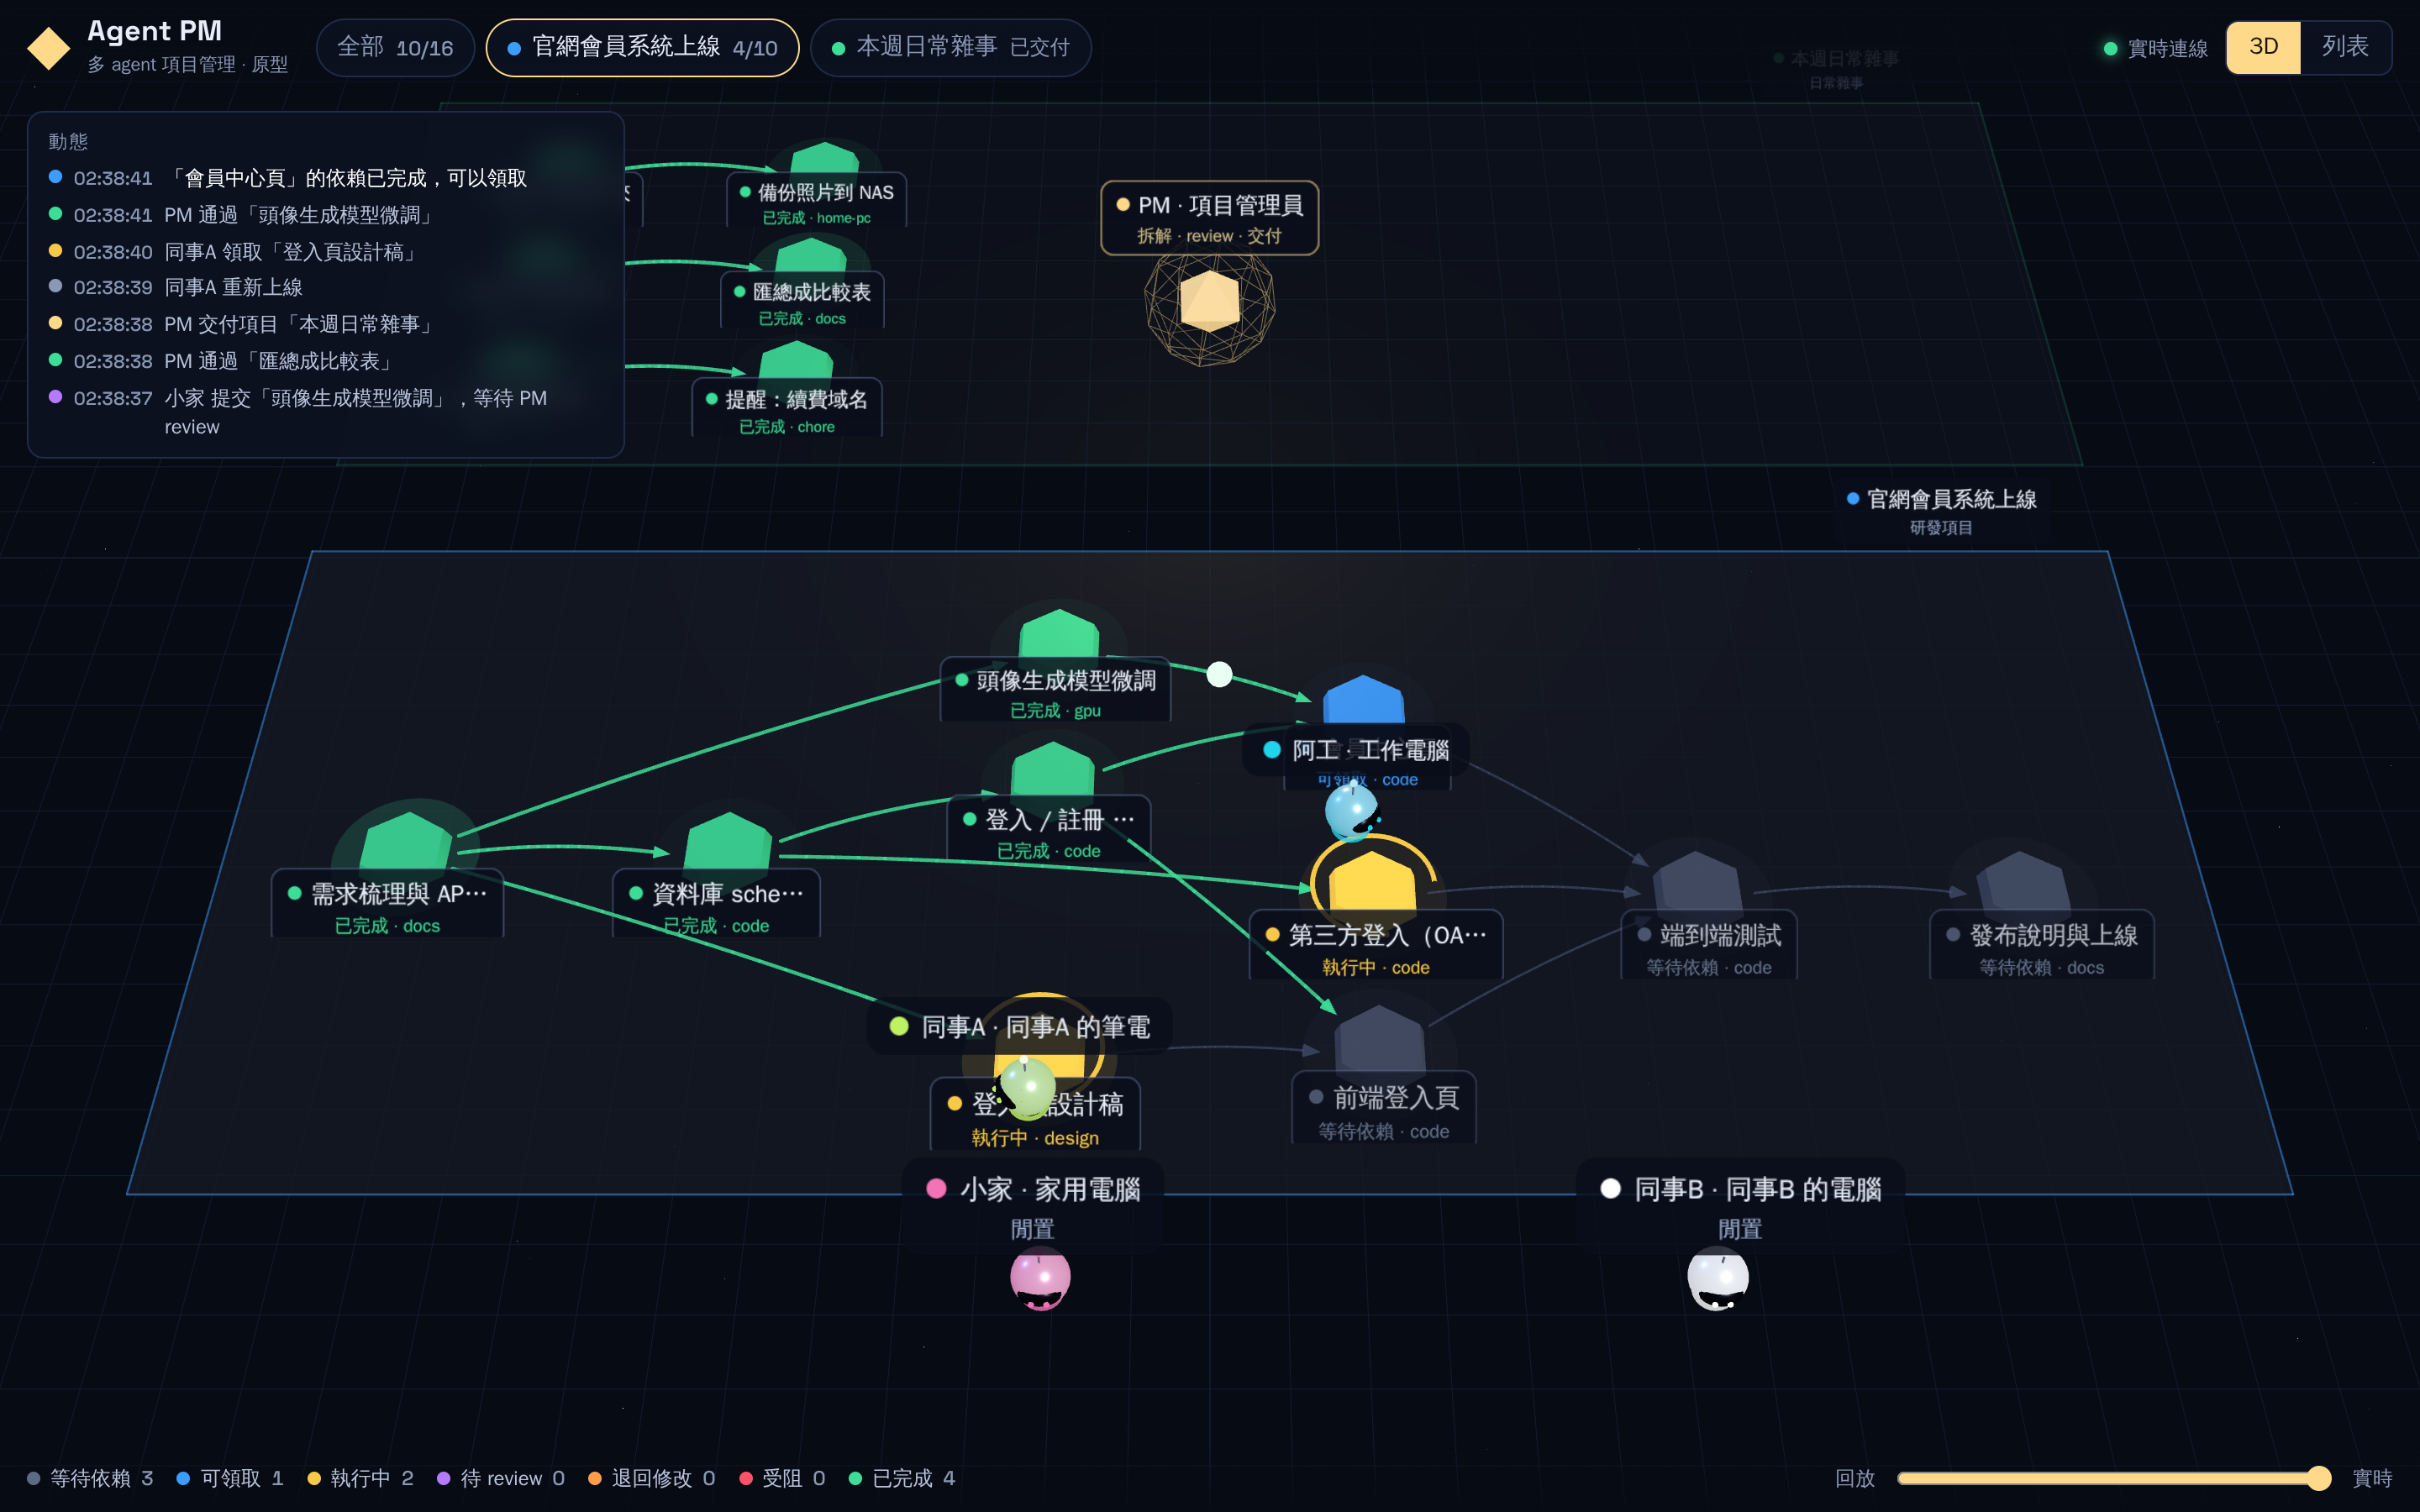 Agent PM
多 agent 項目管理 · 原型
全部 10/16
官網會員系統上線 4/10
本週日常雜事 已交付
實時連線
3D
列表
本週日常雜事
日常雜事
動態
02:38:41 「會員中心頁」的依賴已完成，可以領取
02:38:41 PM 通過「頭像生成模型微調」
02:38:40 同事A 領取「登入頁設計稿」
02:38:39 同事A 重新上線
02:38:38 PM 交付項目「本週日常雜事」
02:38:38 PM 通過「匯總成比較表」
02:38:37 小家 提交「頭像生成模型微調」，等待 PM
review
備份照片到 NAS
已完成 · home-pc
匯總成比較表
已完成 · docs
提醒：續費域名
已完成 · chore
PM · 項目管理員
拆解 · review · 交付
官網會員系統上線
研發項目
頭像生成模型微調
已完成 · gpu
阿工 · 工作電腦
可領取 · code
登入 / 註冊 ⋯
已完成 · code
需求梳理與 AP⋯
已完成 · docs
資料庫 sche⋯
已完成 · code
第三方登入（OA⋯
執行中 · code
端到端測試
等待依賴 · code
發布說明與上線
等待依賴 · docs
同事A · 同事A 的筆電
登入 設計稿
執行中 · design
前端登入頁
等待依賴 · code
小家 · 家用電腦
閒置
同事B · 同事B 的電腦
閒置
等待依賴 3
可領取 1
執行中 2
待 review 0
退回修改 0
受阻 0
已完成 4
回放
實時